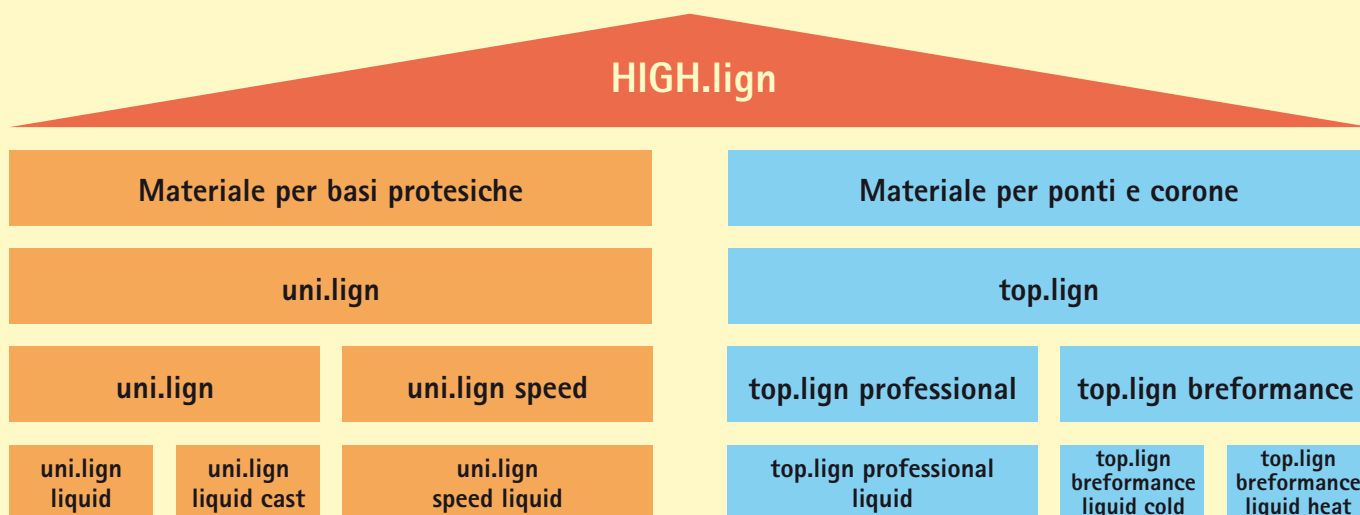 HIGH.lign
Materiale per basi protesiche
Materiale per ponti e corone
uni.lign
top.lign
uni.lign
uni.lign speed
top.lign professional
top.lign breformance
uni.lign
liquid
uni.lign
liquid cast
uni.lign
speed liquid
top.lign professional
liquid
top.lign
breformance
liquid cold
top.lign
breformance
liquid heat